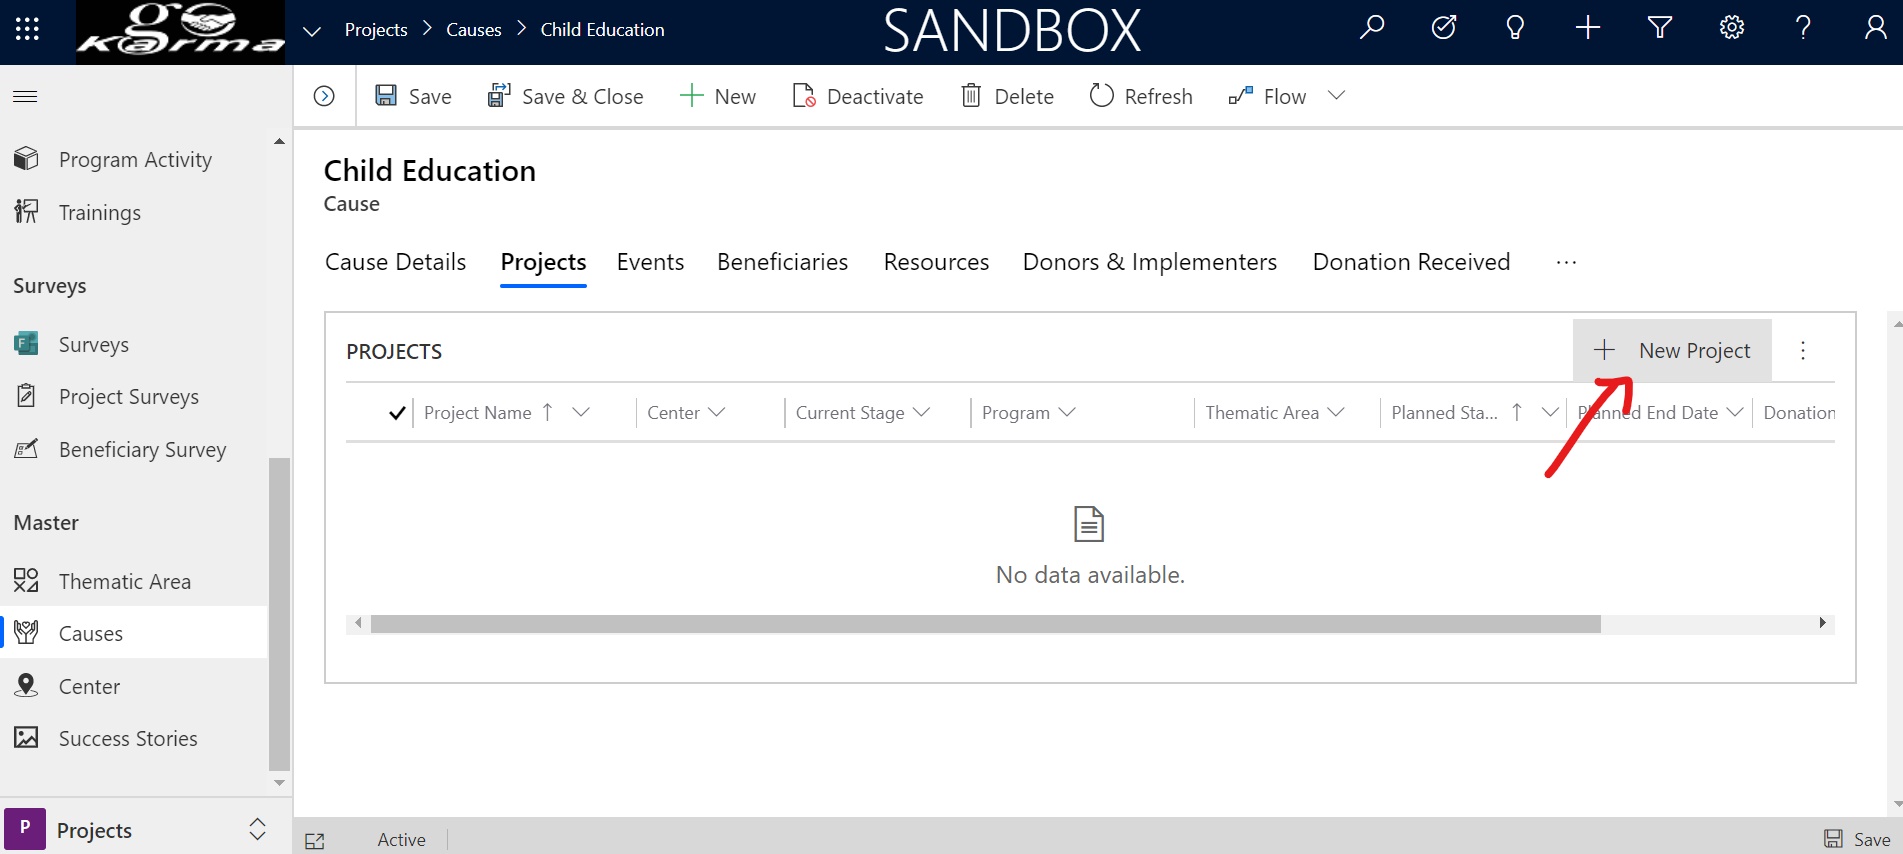 go
karma
Projects > Causes > Child Education
SANDBOX
Save
Save & Close
New
Deactivate
Delete
Refresh
Flow
Program Activity
Trainings
Surveys
Surveys
Project Surveys
Beneficiary Survey
Master
Thematic Area
Causes
Center
Success Stories
P Projects
Child Education
Cause
Cause Details
Projects
Events
Beneficiaries
Resources
Donors & Implementers
Donation Received
...
PROJECTS
+ New Project
Project Name ↑
Center
Current Stage
Program
Thematic Area
Planned Sta... ↑
Planned End Date
Donation
No data available.
Active
Save